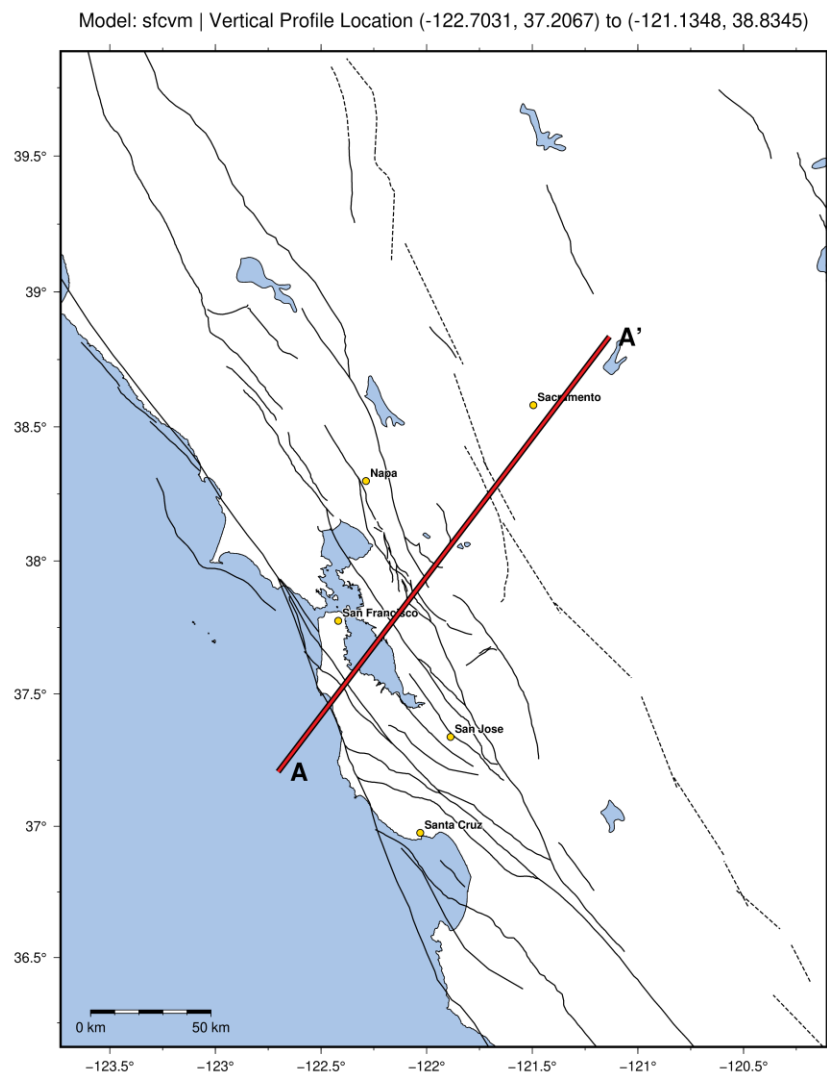 Model: sfcvm | Vertical Profile Location (-122.7031, 37.2067) to (-121.1348, 38.8345)
39.5°
39°
A’
38.5°
Sacramento
Napa
38°
San Francisco
37.5°
San Jose
A
37°
Santa Cruz
36.5°
0 km 50 km
−123.5° −123° −122.5° −122° −121.5° −121° −120.5°